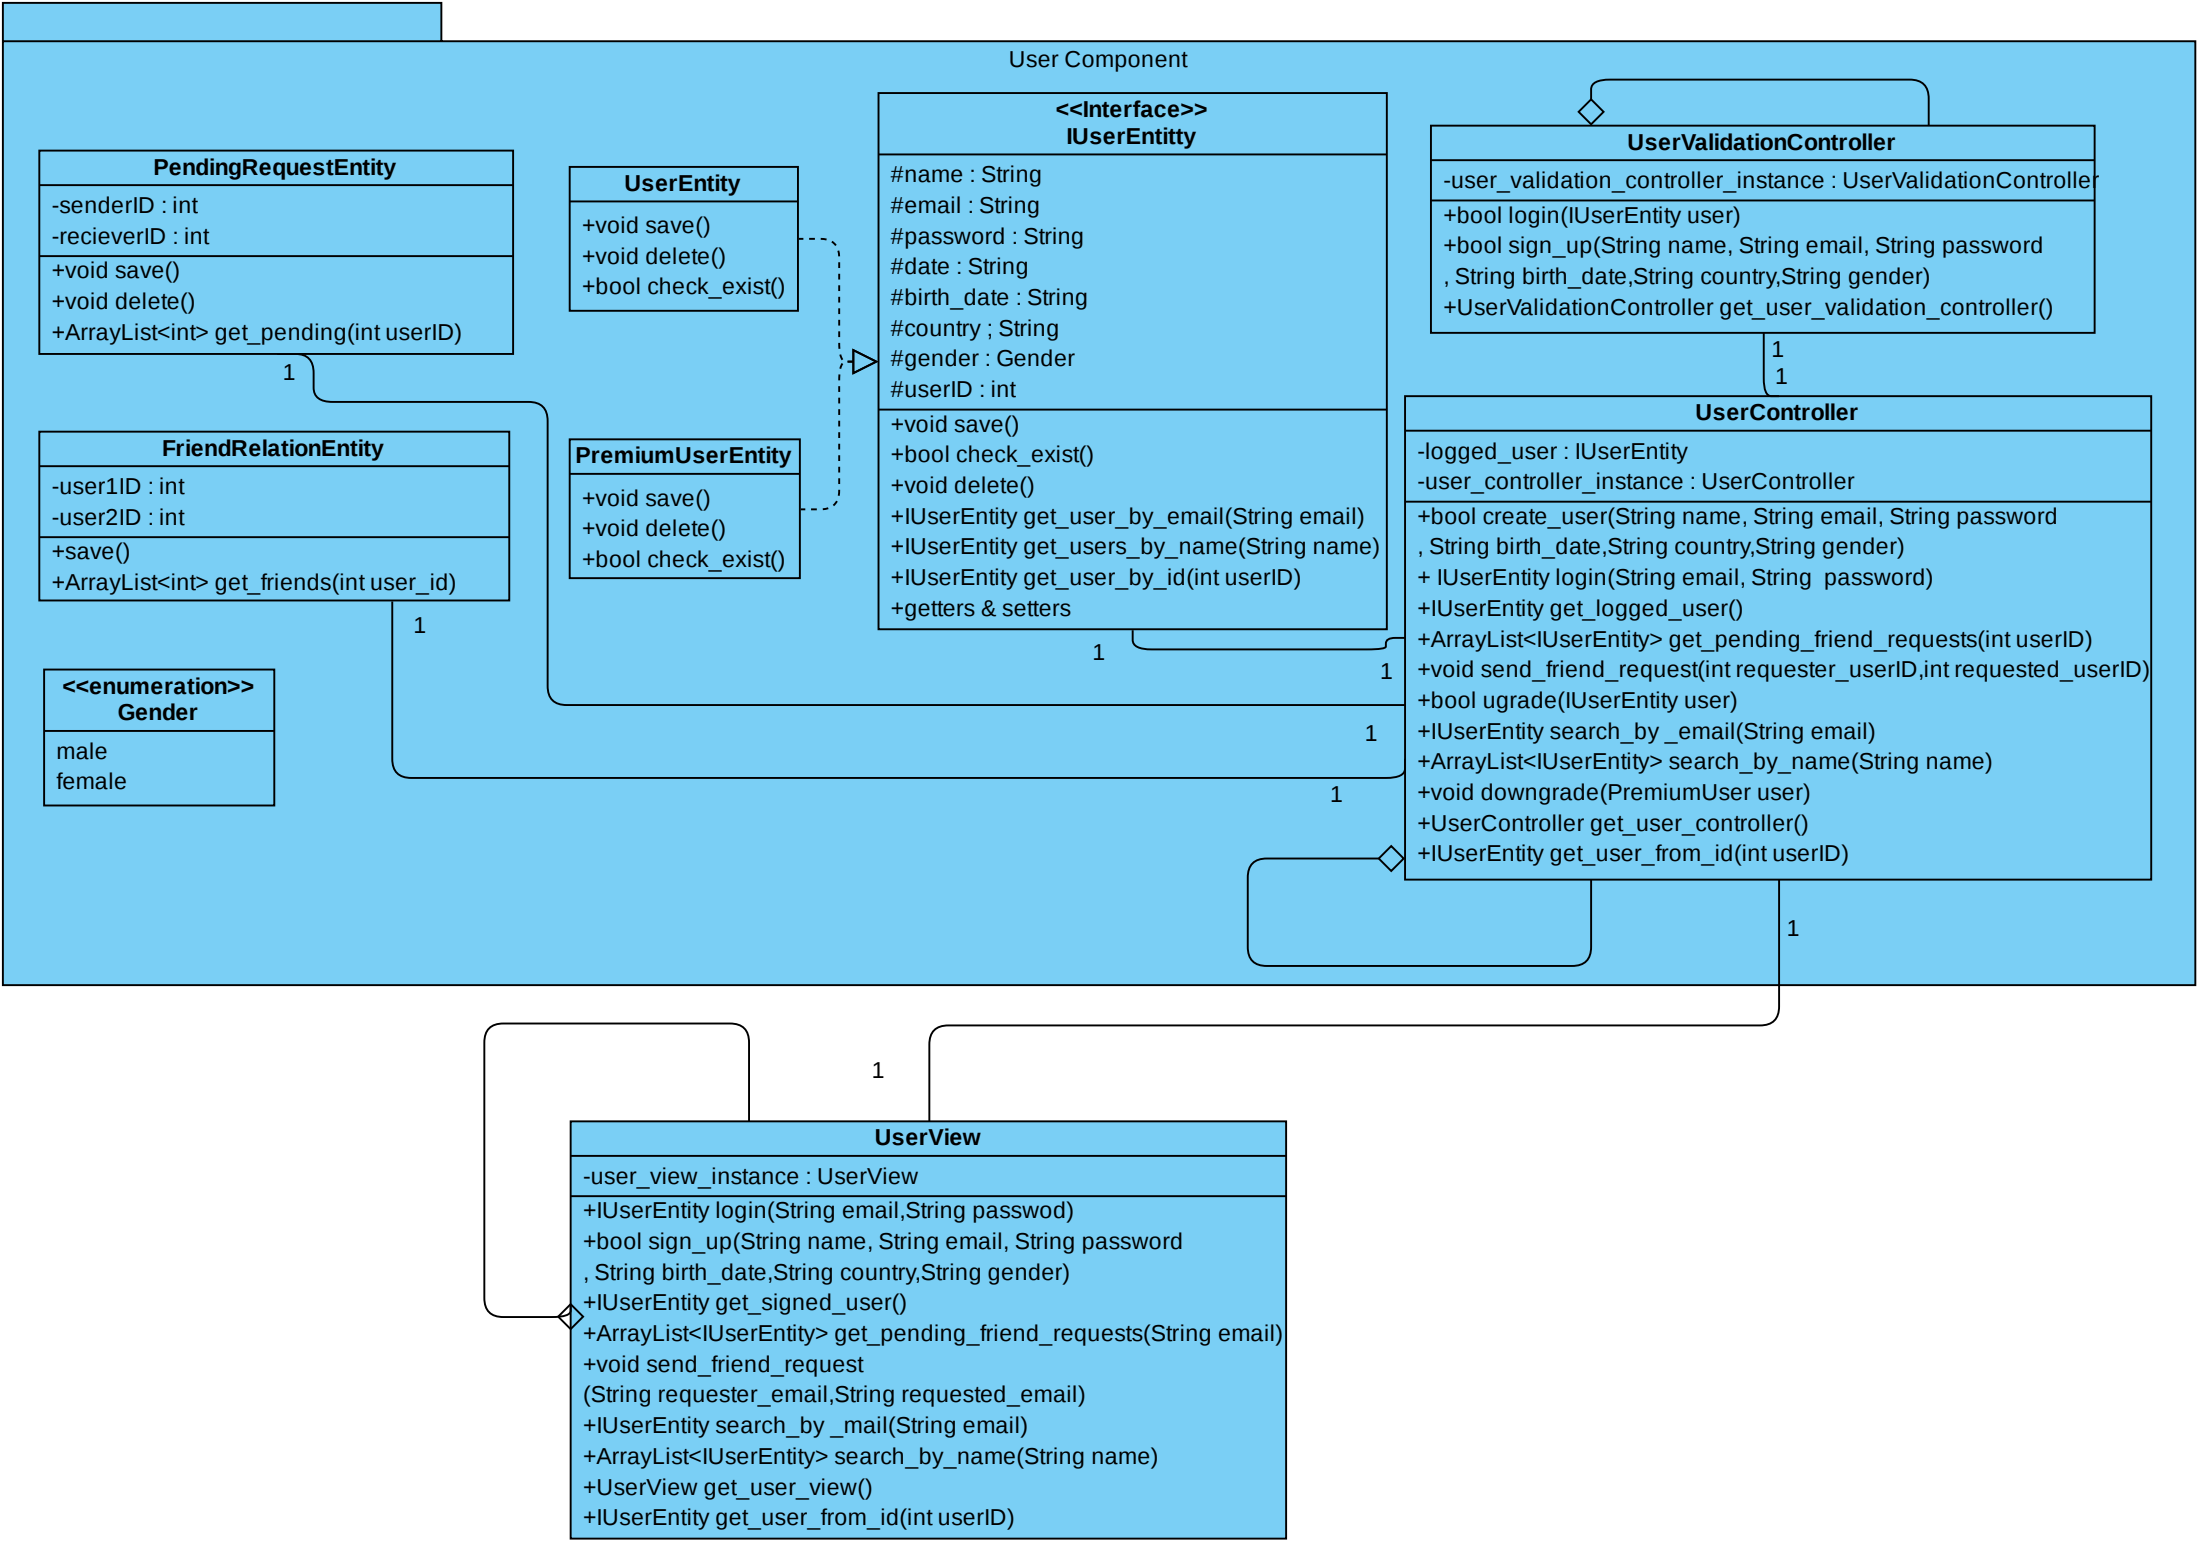 User Component
PendingRequestEntity
-senderID : int
-recieverID : int
+void save()
+void delete()
+ArrayList<int> get_pending(int userID)
1
FriendRelationEntity
-user1ID : int
-user2ID : int
+save()
+ArrayList<int> get_friends(int user_id)
1
<<enumeration>>
Gender
male
female
UserEntity
+void save()
+void delete()
+bool check_exist()
PremiumUserEntity
+void save()
+void delete()
+bool check_exist()
<<Interface>>
IUserEntitty
#name : String
#email : String
#password : String
#date : String
#birth_date : String
#country ; String
#gender : Gender
#userID : int
+void save()
+bool check_exist()
+void delete()
+IUserEntity get_user_by_email(String email)
+IUserEntity get_users_by_name(String name)
+IUserEntity get_user_by_id(int userID)
+getters & setters
1
1
1
1
UserValidationController
-user_validation_controller_instance : UserValidationController
+bool login(IUserEntity user)
+bool sign_up(String name, String email, String password
, String birth_date,String country,String gender)
+UserValidationController get_user_validation_controller()
1
1
UserController
-logged_user : IUserEntity
-user_controller_instance : UserController
+bool create_user(String name, String email, String password
, String birth_date,String country,String gender)
+ IUserEntity login(String email, String  password)
+IUserEntity get_logged_user()
+ArrayList<IUserEntity> get_pending_friend_requests(int userID)
+void send_friend_request(int requester_userID,int requested_userID)
+bool ugrade(IUserEntity user)
+IUserEntity search_by _email(String email)
+ArrayList<IUserEntity> search_by_name(String name)
+void downgrade(PremiumUser user)
+UserController get_user_controller()
+IUserEntity get_user_from_id(int userID)
1
1
UserView
-user_view_instance : UserView
+IUserEntity login(String email,String passwod)
+bool sign_up(String name, String email, String password
, String birth_date,String country,String gender)
+IUserEntity get_signed_user()
+ArrayList<IUserEntity> get_pending_friend_requests(String email)
+void send_friend_request
(String requester_email,String requested_email)
+IUserEntity search_by _mail(String email)
+ArrayList<IUserEntity> search_by_name(String name)
+UserView get_user_view()
+IUserEntity get_user_from_id(int userID)